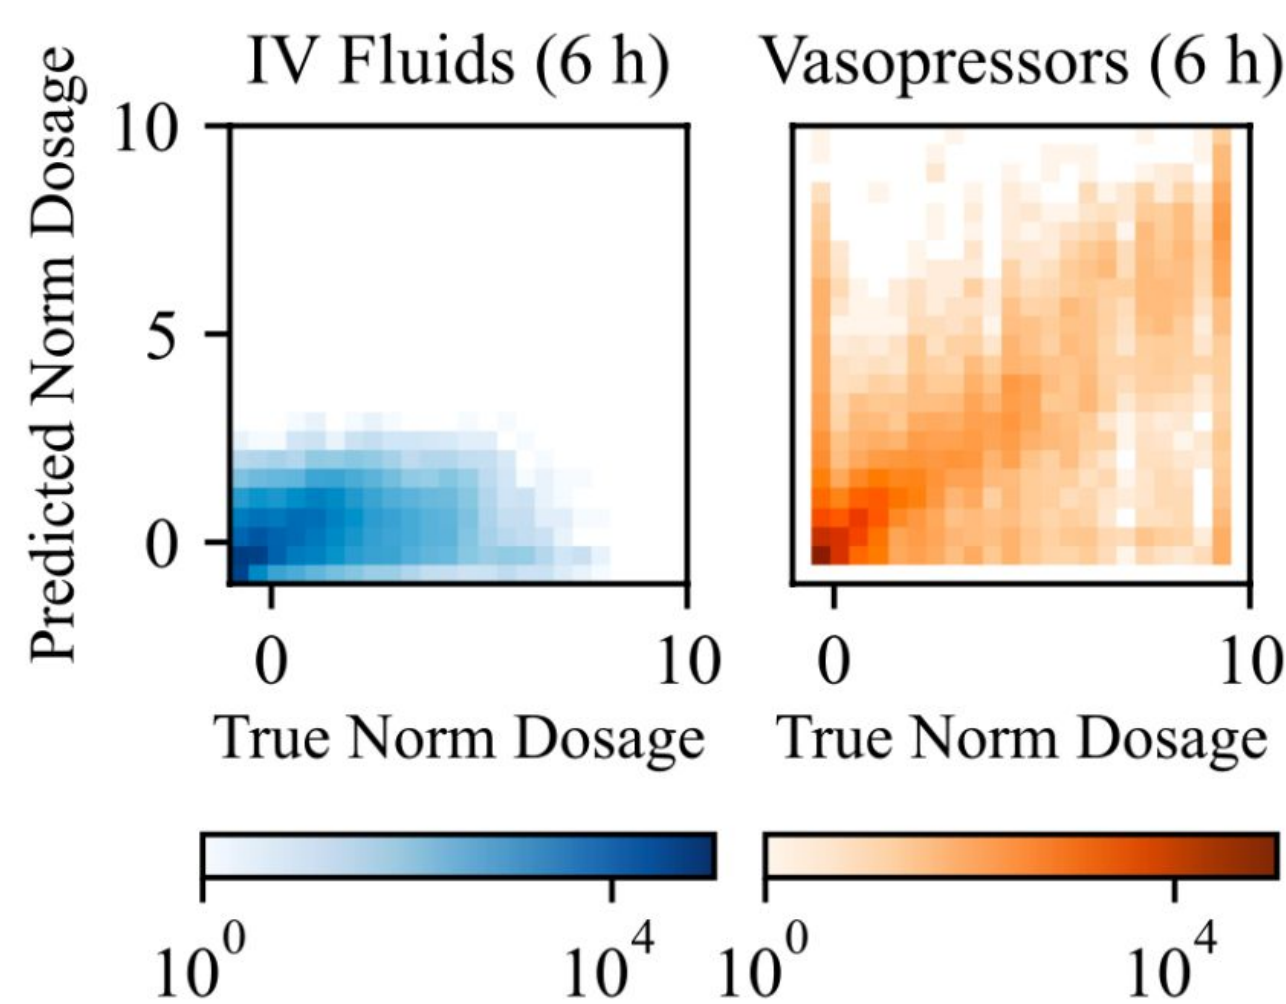 IV Fluids (6 h)
Vasopressors (6 h)
Predicted Norm Dosage
10
5
0
0
10
0
10
True Norm Dosage
True Norm Dosage
10^0
10^4
10^0
10^4